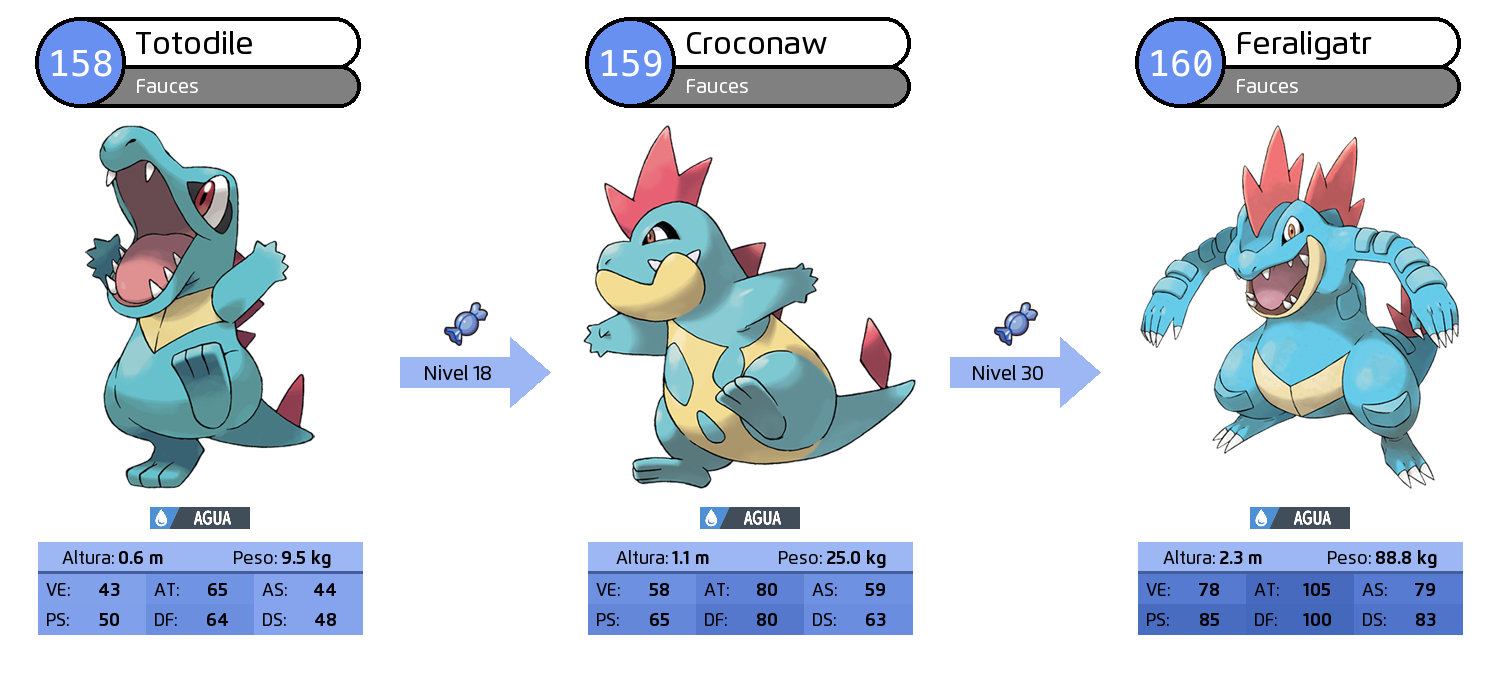 158
Totodile
Fauces
AGUA
Altura: 0.6 m Peso: 9.5 kg
VE: 43 AT: 65 AS: 44
PS: 50 DF: 64 DS: 48
Nivel 18
159
Croconaw
Fauces
AGUA
Altura: 1.1 m Peso: 25.0 kg
VE: 58 AT: 80 AS: 59
PS: 65 DF: 80 DS: 63
Nivel 30
160
Feraligatr
Fauces
AGUA
Altura: 2.3 m Peso: 88.8 kg
VE: 78 AT: 105 AS: 79
PS: 85 DF: 100 DS: 83